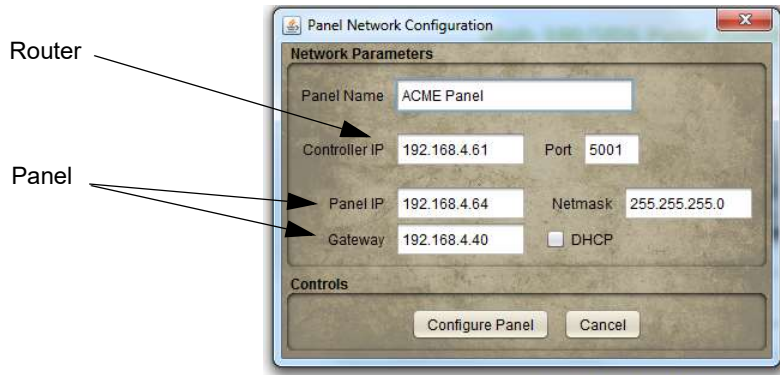 Panel Network Configuration
Router
Network Parameters
Panel Name ACME Panel
Controller IP 192.168.4.61 Port 5001
Panel
Panel IP 192.168.4.64 Netmask 255.255.255.0
Gateway 192.168.4.40 DHCP
Controls
Configure Panel Cancel